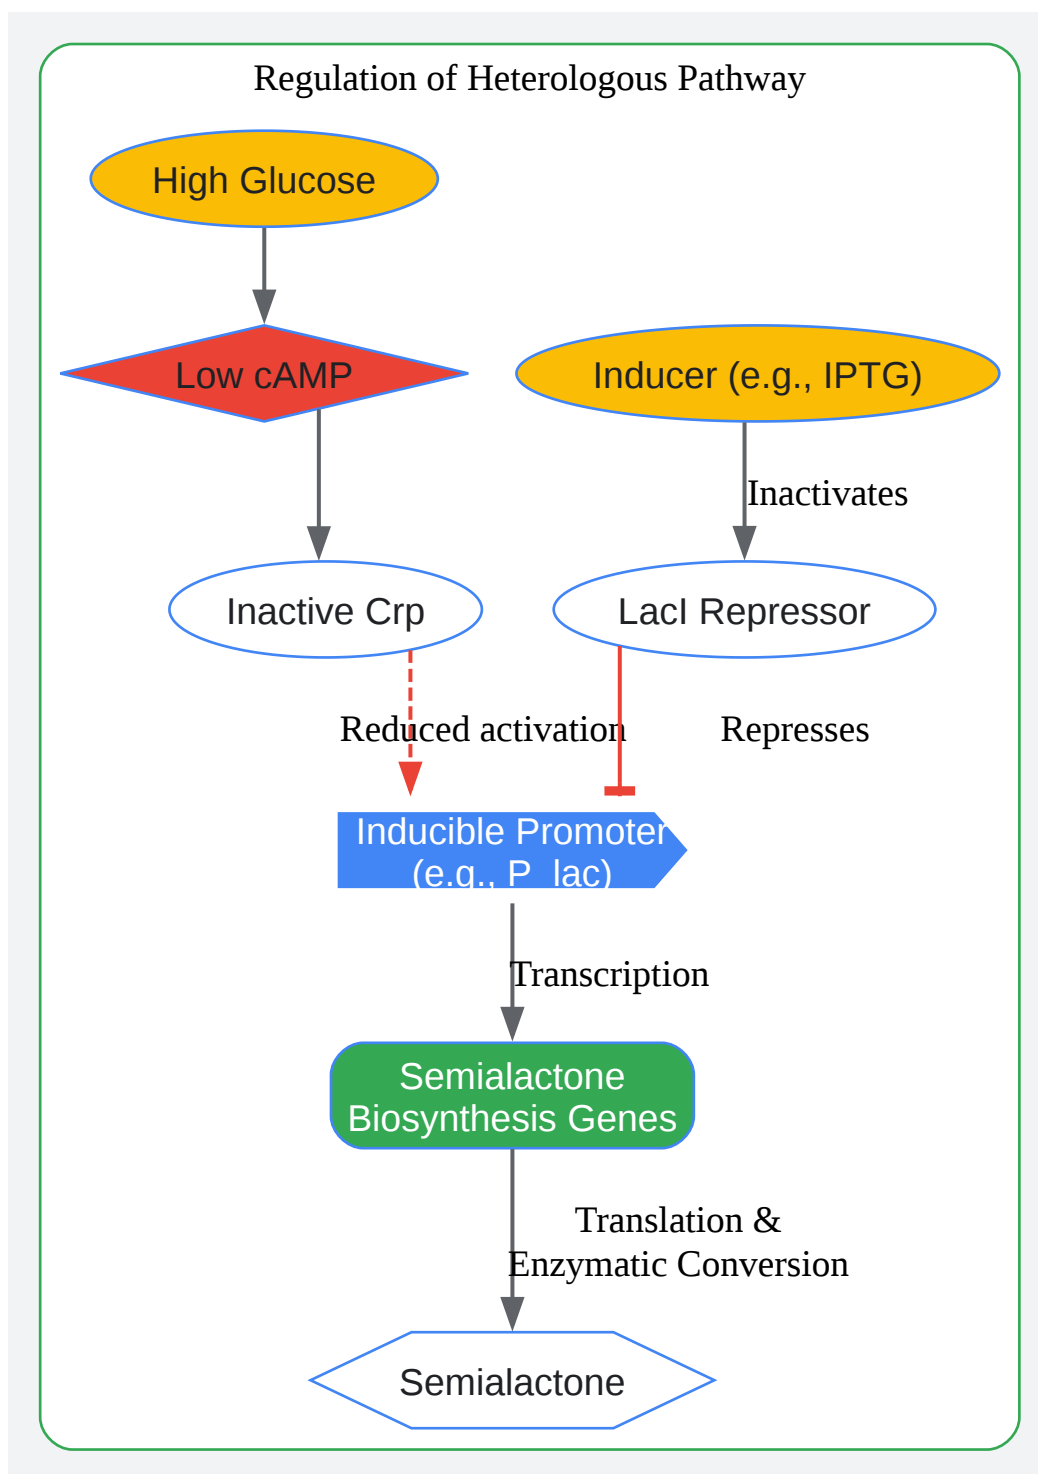 Regulation of Heterologous Pathway
High Glucose
Low cAMP
Inducer (e.g., IPTG)
Inactivates
Inactive Crp
LacI Repressor
Reduced activation
Represses
Inducible Promoter
(e.g., P_lac)
Transcription
Semialactone
Biosynthesis Genes
Translation &
Enzymatic Conversion
Semialactone